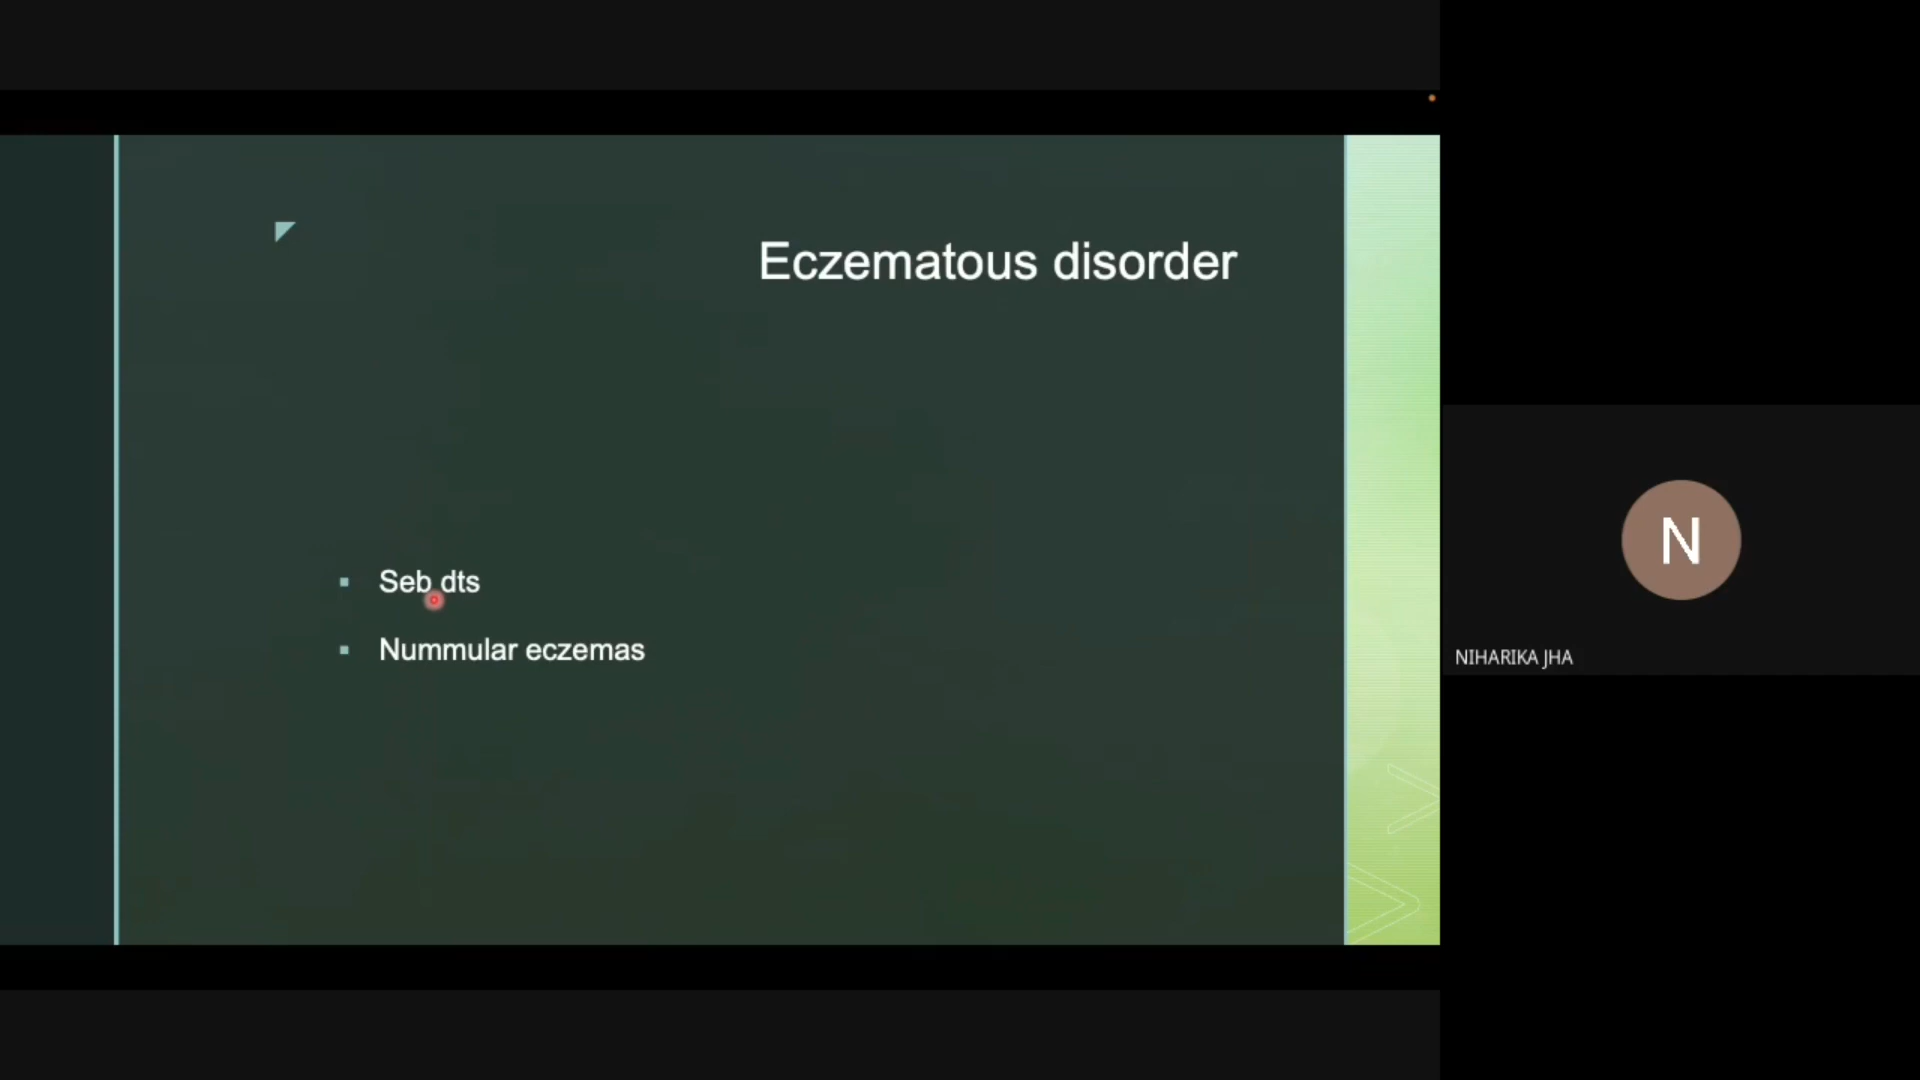 Eczematous disorder
Seb dts
Nummular eczemas
N
NIHARIKA JHA